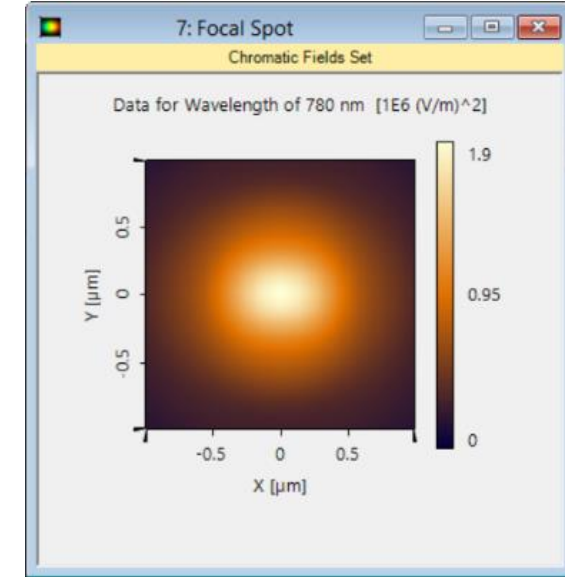 7: Focal Spot
Chromatic Fields Set
Data for Wavelength of 780 nm [1E6 (V/m)^2]
1.9
0.95
0
0.5
0
-0.5
Y [µm]
-0.5 0 0.5
X [µm]